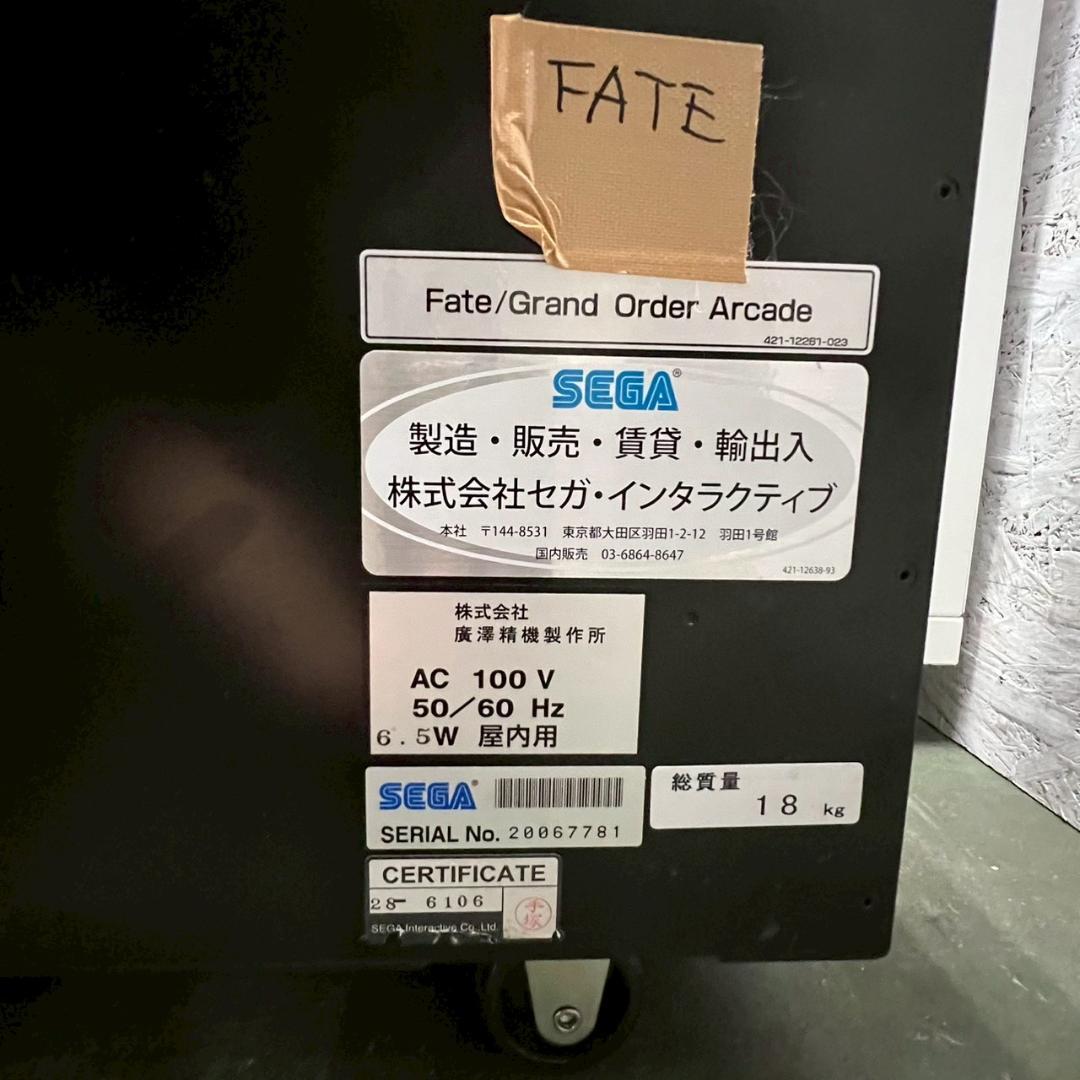 FATE
Fate/Grand Order Arcade
421-12261-023
SEGA®
製造・販売・賃貸・輸出入
株式会社セガ・インタラクティブ
本社 〒144-8531 東京都大田区羽田1-2-12 羽田1号館
国内販売 03-6864-8647
421-12638-93
株式会社
廣澤精機製作所
AC 100 V
50/60 Hz
6.5W 屋内用
SEGA®
SERIAL No. 20067781
総質量
18 kg
CERTIFICATE
28- 6106
SEGA Interactive Co.,Ltd.
手塚